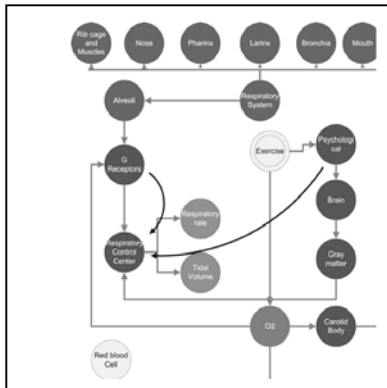 Rib cage
and
Muscles
Nose
Pharinx
Larinx
Bronchia
Mouth
Alveoli
Respiratory
System
Exercise
Psychologi
cal
G
Receptors
Brain
Respiratory
rate
Respiratory
Control
Center
Gray
matter
Tidal
Volume
O2
Carotid
Body
Red blood
Cell